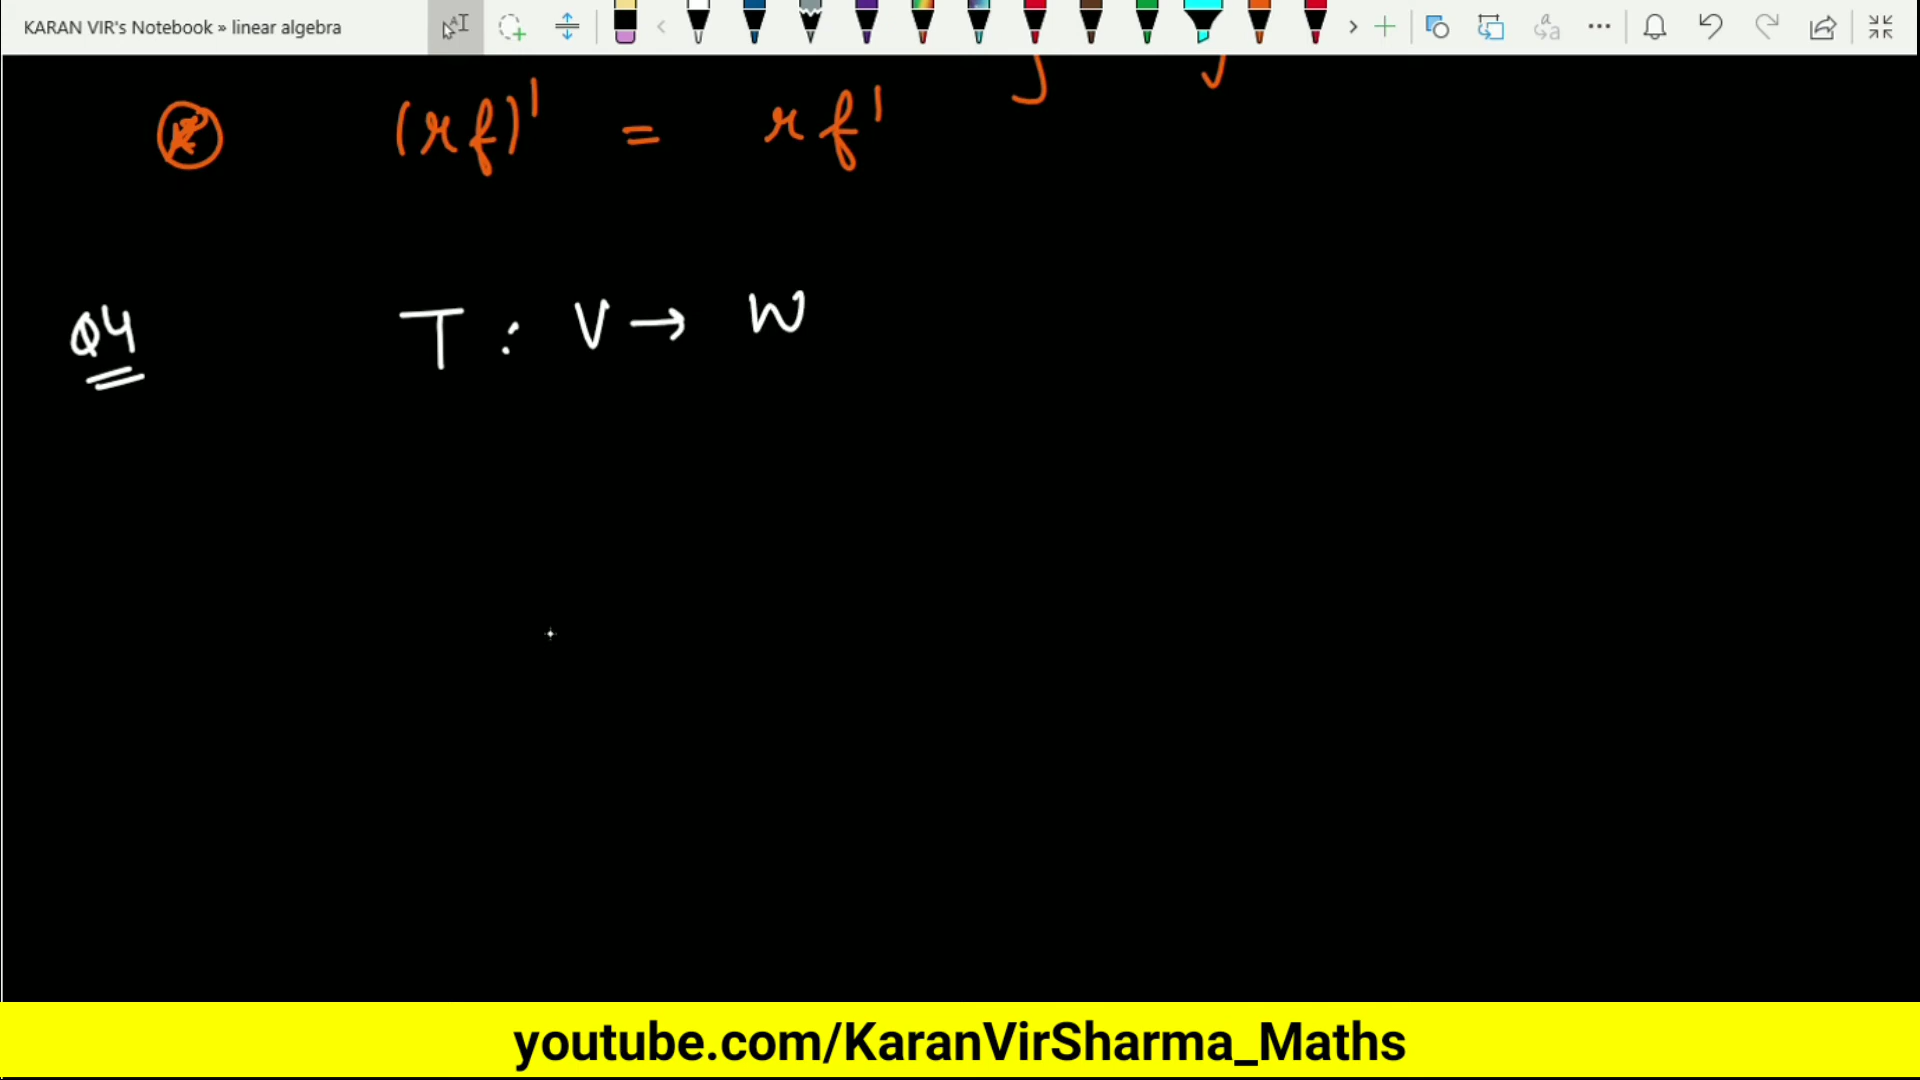 KARAN VIR's Notebook » linear algebra
(rf)' = rf'
Q4 T : V → W
youtube.com/KaranVirSharma_Maths